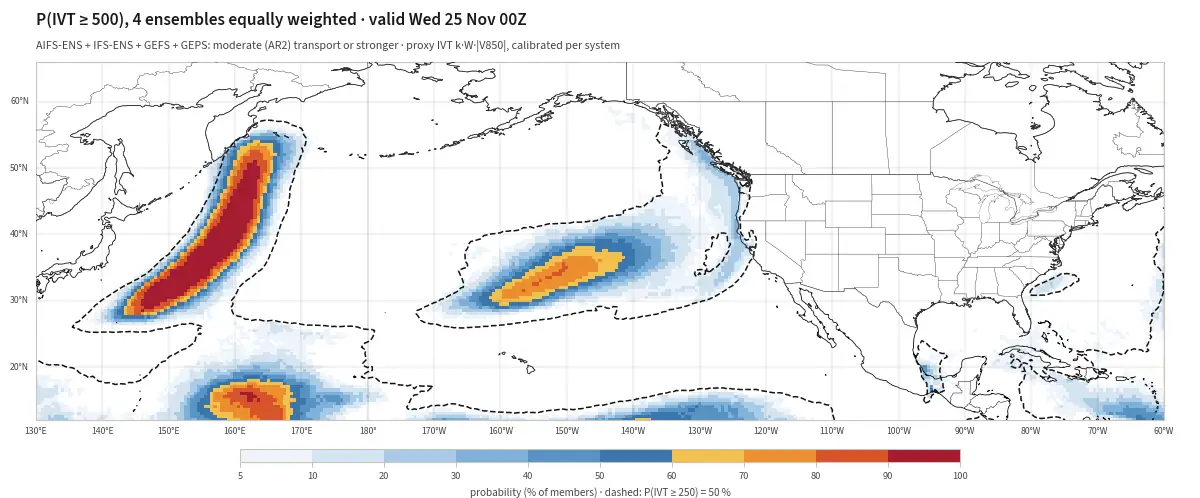 P(IVT ≥ 500), 4 ensembles equally weighted · valid Wed 25 Nov 00Z
AIFS-ENS + IFS-ENS + GEFS + GEPS: moderate (AR2) transport or stronger · proxy IVT k·W·|V850|, calibrated per system
60°N
50°N
40°N
30°N
20°N
130°E 140°E 150°E 160°E 170°E 180° 170°W 160°W 150°W 140°W 130°W 120°W 110°W 100°W 90°W 80°W 70°W 60°W
5 10 20 30 40 50 60 70 80 90 100
probability (% of members) · dashed: P(IVT ≥ 250) = 50 %